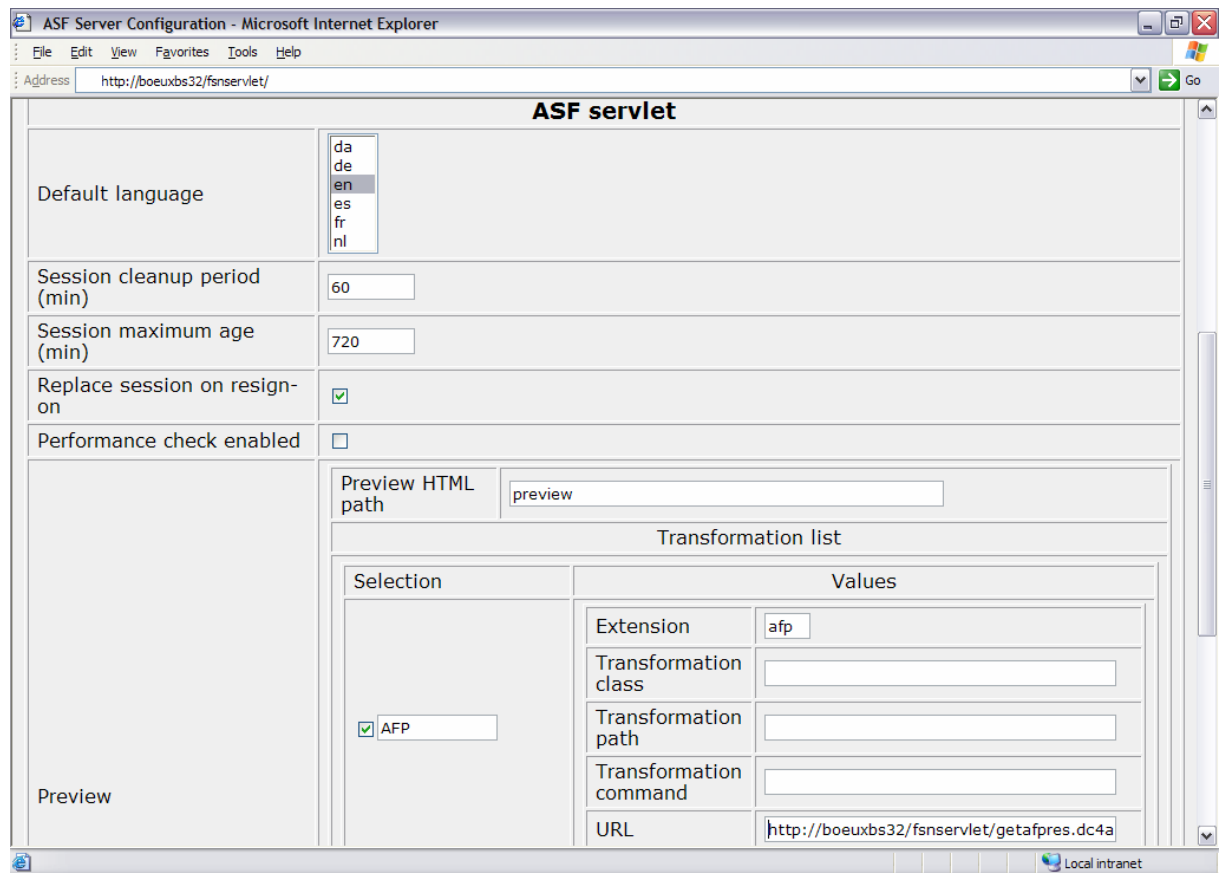 ASF Server Configuration - Microsoft Internet Explorer
File Edit View Favorites Tools Help
Address http://boeuxbs32/fsnservlet/ Go
ASF servlet
Default language
da
de
en
es
fr
nl
Session cleanup period
(min)
60
Session maximum age
(min)
720
Replace session on resign-
on
Performance check enabled
Preview
Preview HTML
path
preview
Transformation list
Selection Values
AFP
Extension afp
Transformation
class
Transformation
path
Transformation
command
URL http://boeuxbs32/fsnservlet/getafpres.dc4a
Local intranet